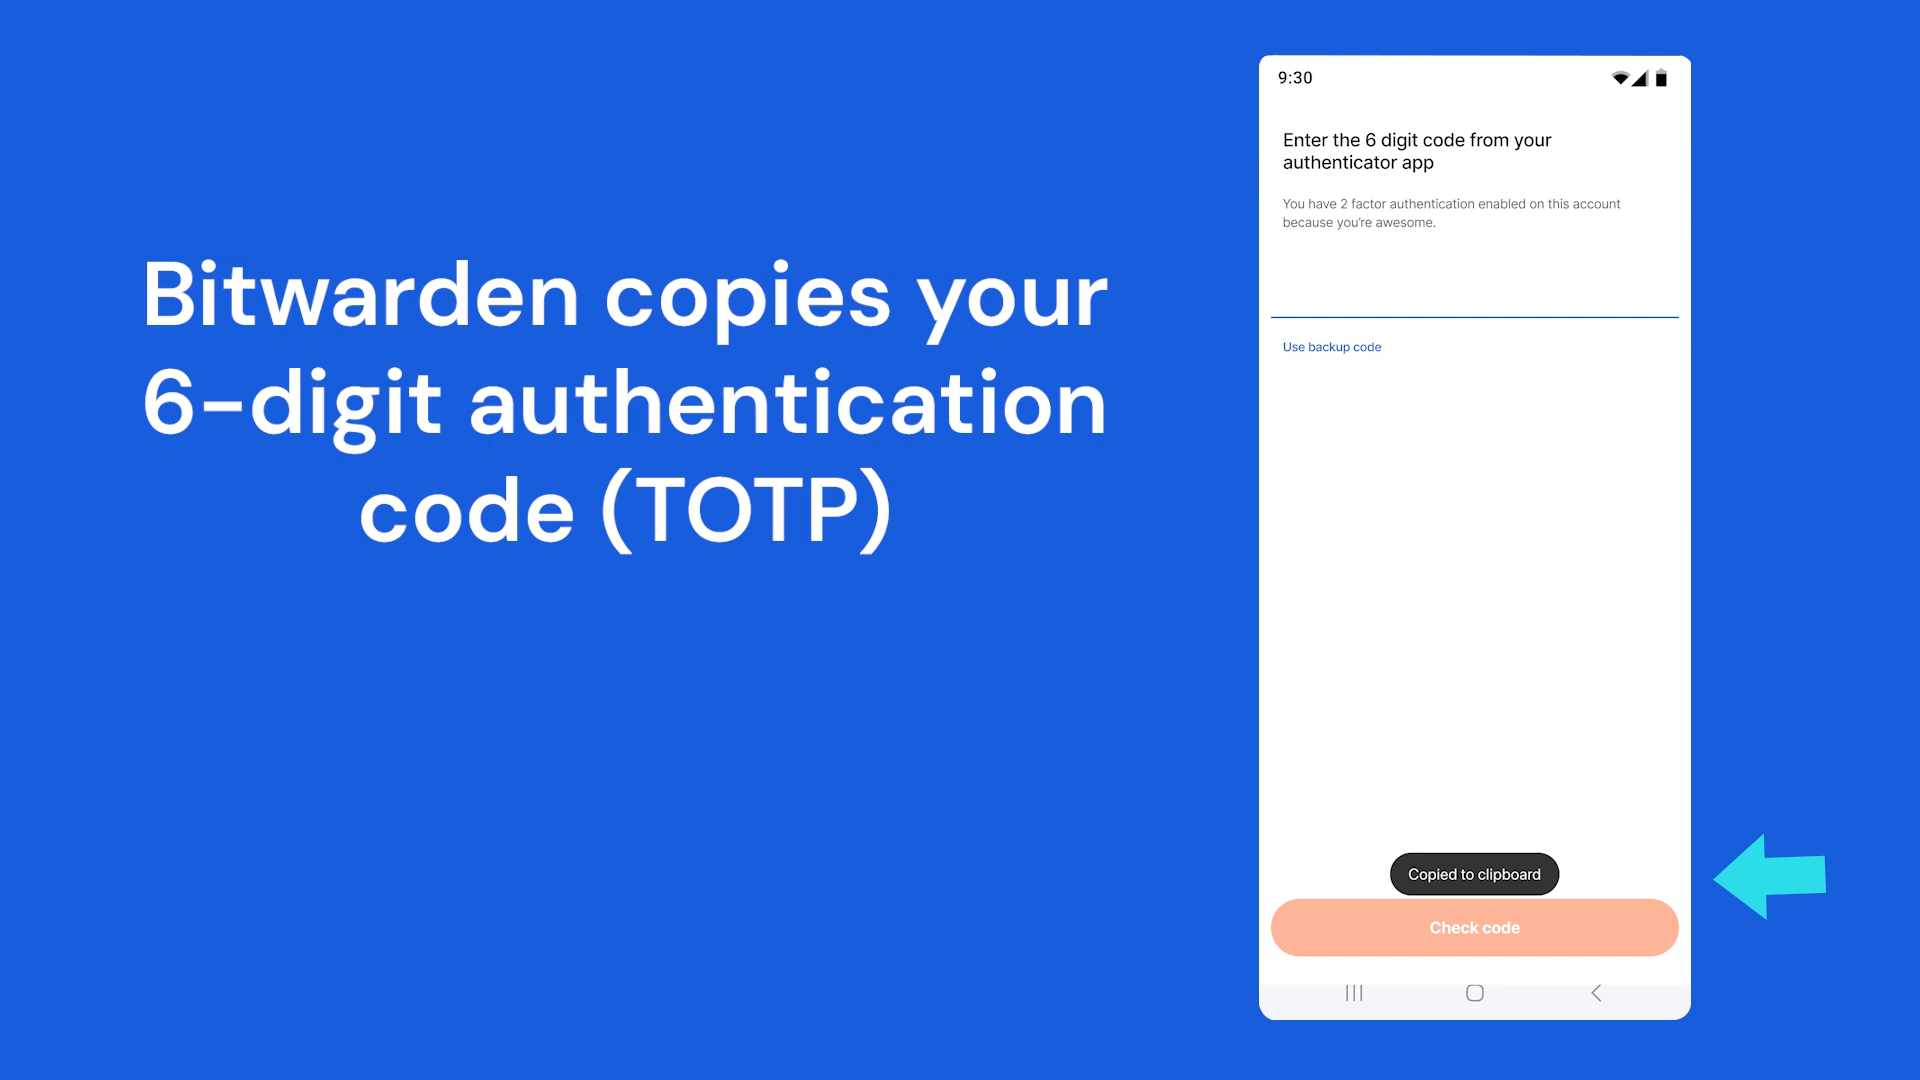 Bitwarden copies your
6-digit authentication
code (TOTP)
9:30
Enter the 6 digit code from your
authenticator app
You have 2 factor authentication enabled on this account
because you're awesome.
Use backup code
Copied to clipboard
Check code